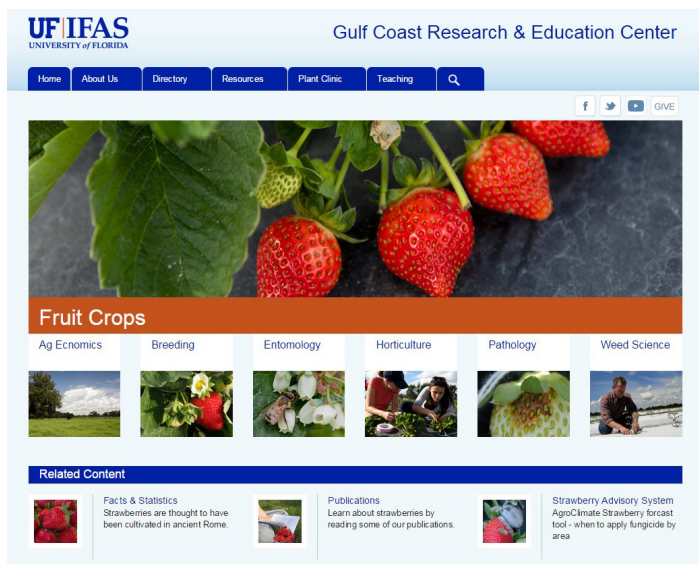 UF IFAS
UNIVERSITY of FLORIDA
Gulf Coast Research & Education Center
Home
About Us
Directory
Resources
Plant Clinic
Teaching
f
GIVE
Fruit Crops
Ag Ecnomics
Breeding
Entomology
Horticulture
Pathology
Weed Science
Related Content
Facts & Statistics
Strawberries are thought to have
been cultivated in ancient Rome.
Publications
Learn about strawberries by
reading some of our publications.
Strawberry Advisory System
AgroClimate Strawberry forcast
tool - when to apply fungicide by
area